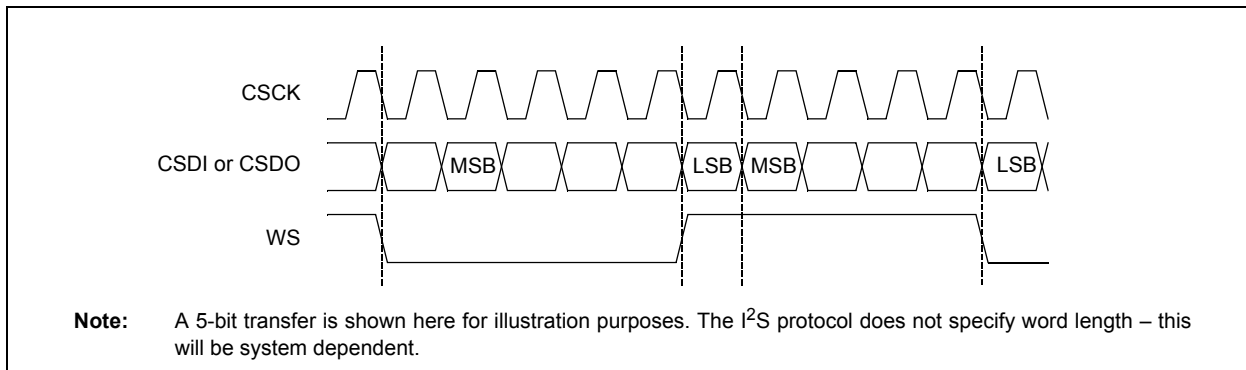 CSCK
CSDI or CSDO
MSB
LSB
MSB
LSB
WS
Note: A 5-bit transfer is shown here for illustration purposes. The I2S protocol does not specify word length – this
will be system dependent.